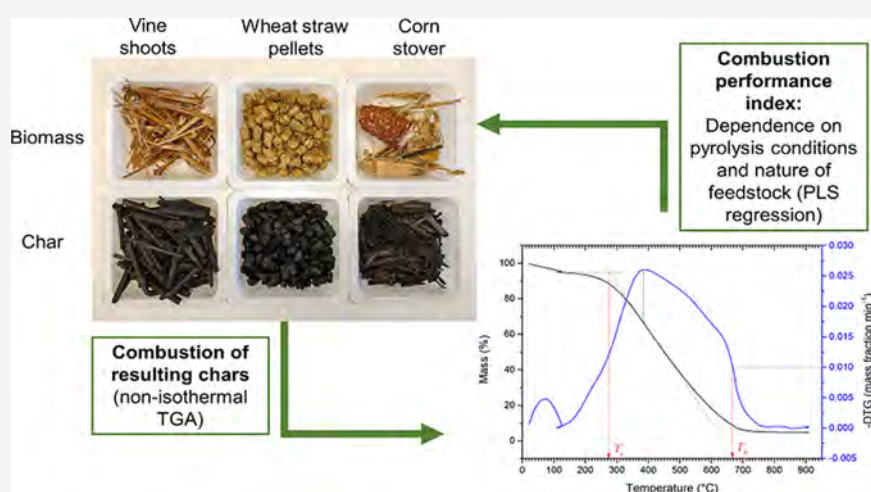 Vine
shoots
Wheat straw
pellets
Corn
stover
Biomass
Char
Combustion
performance
index:
Dependence on
pyrolysis conditions
and nature of
feedstock (PLS
regression)
Combustion of
resulting chars
(non-isothermal
TGA)
Mass (%)
100
80
60
40
20
0
0 100 200 300 400 500 600 700 800 900
Temperature (°C)
-DTG (mass fraction min⁻¹)
0.030
0.025
0.020
0.015
0.010
0.005
0.000
-0.005